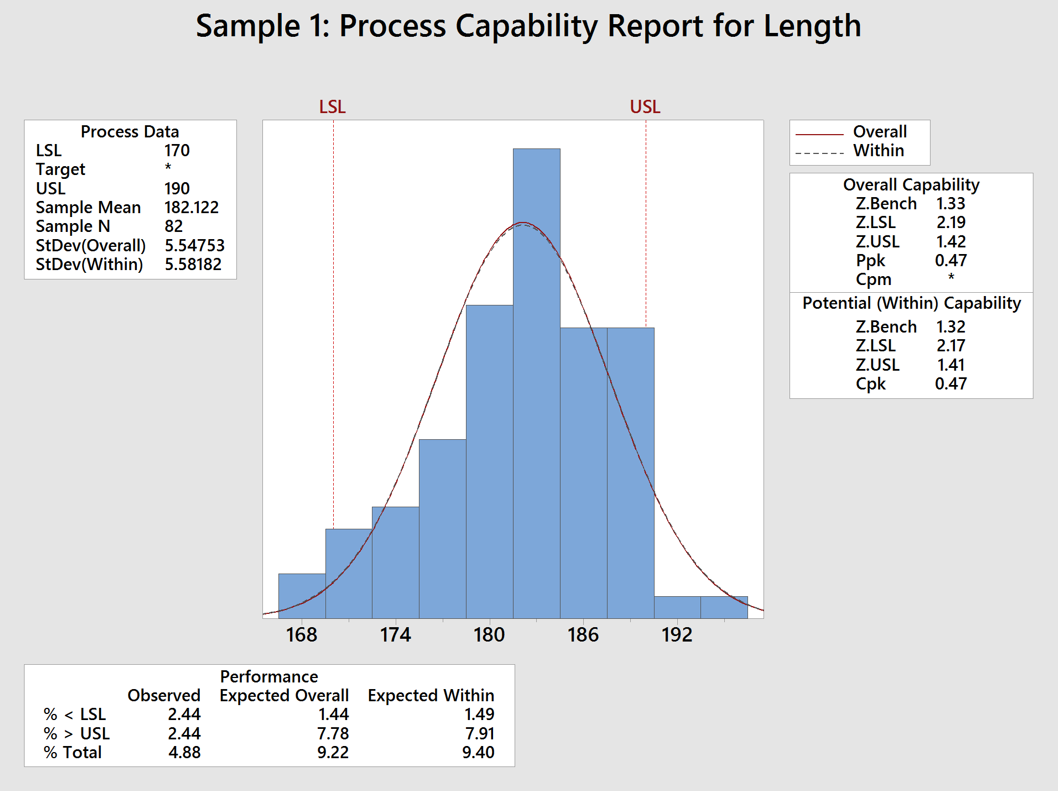 Sample 1: Process Capability Report for Length
LSL USL
Process Data
LSL 170
Target *
USL 190
Sample Mean 182.122
Sample N 82
StDev(Overall) 5.54753
StDev(Within) 5.58182
Overall
Within
Overall Capability
Z.Bench 1.33
Z.LSL 2.19
Z.USL 1.42
Ppk 0.47
Cpm *
Potential (Within) Capability
Z.Bench 1.32
Z.LSL 2.17
Z.USL 1.41
Cpk 0.47
168 174 180 186 192
Performance
Observed Expected Overall Expected Within
% < LSL 2.44 1.44 1.49
% > USL 2.44 7.78 7.91
% Total 4.88 9.22 9.40